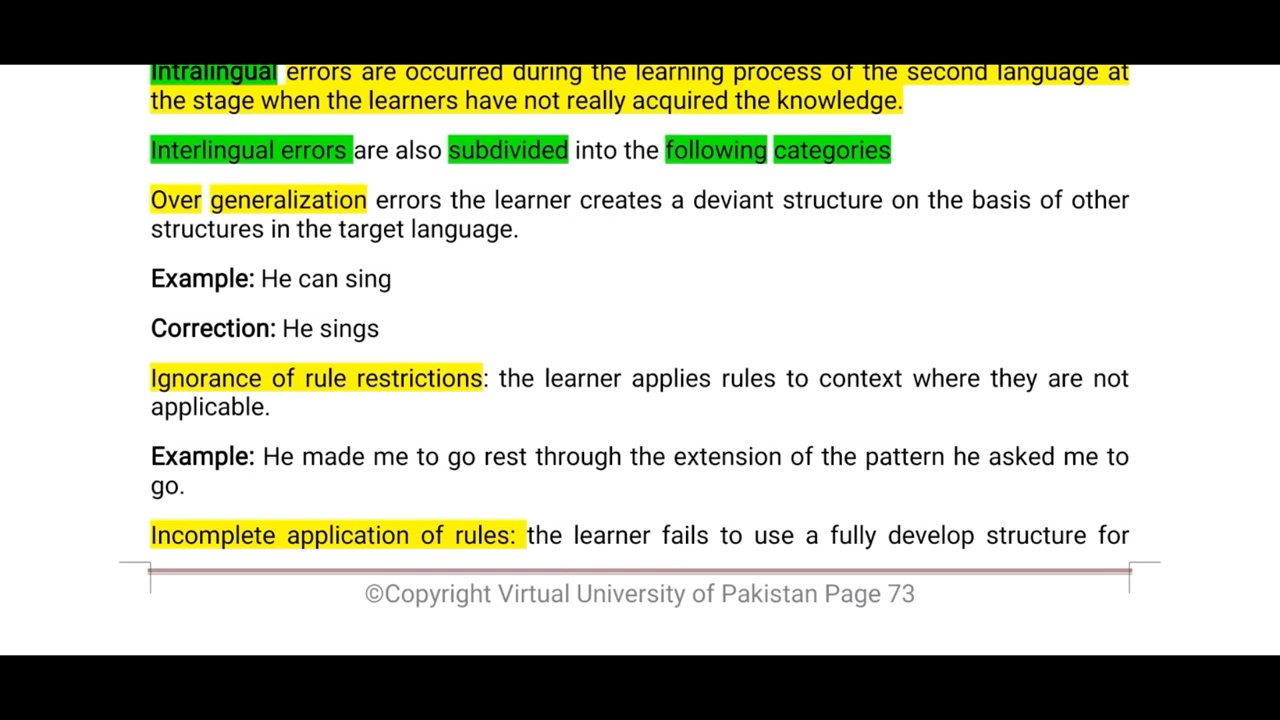 Intralingual errors are occurred during the learning process of the second language at
the stage when the learners have not really acquired the knowledge.
Interlingual errors are also subdivided into the following categories
Over generalization errors the learner creates a deviant structure on the basis of other
structures in the target language.
Example: He can sing
Correction: He sings
Ignorance of rule restrictions: the learner applies rules to context where they are not
applicable.
Example: He made me to go rest through the extension of the pattern he asked me to
go.
Incomplete application of rules: the learner fails to use a fully develop structure for
©Copyright Virtual University of Pakistan Page 73